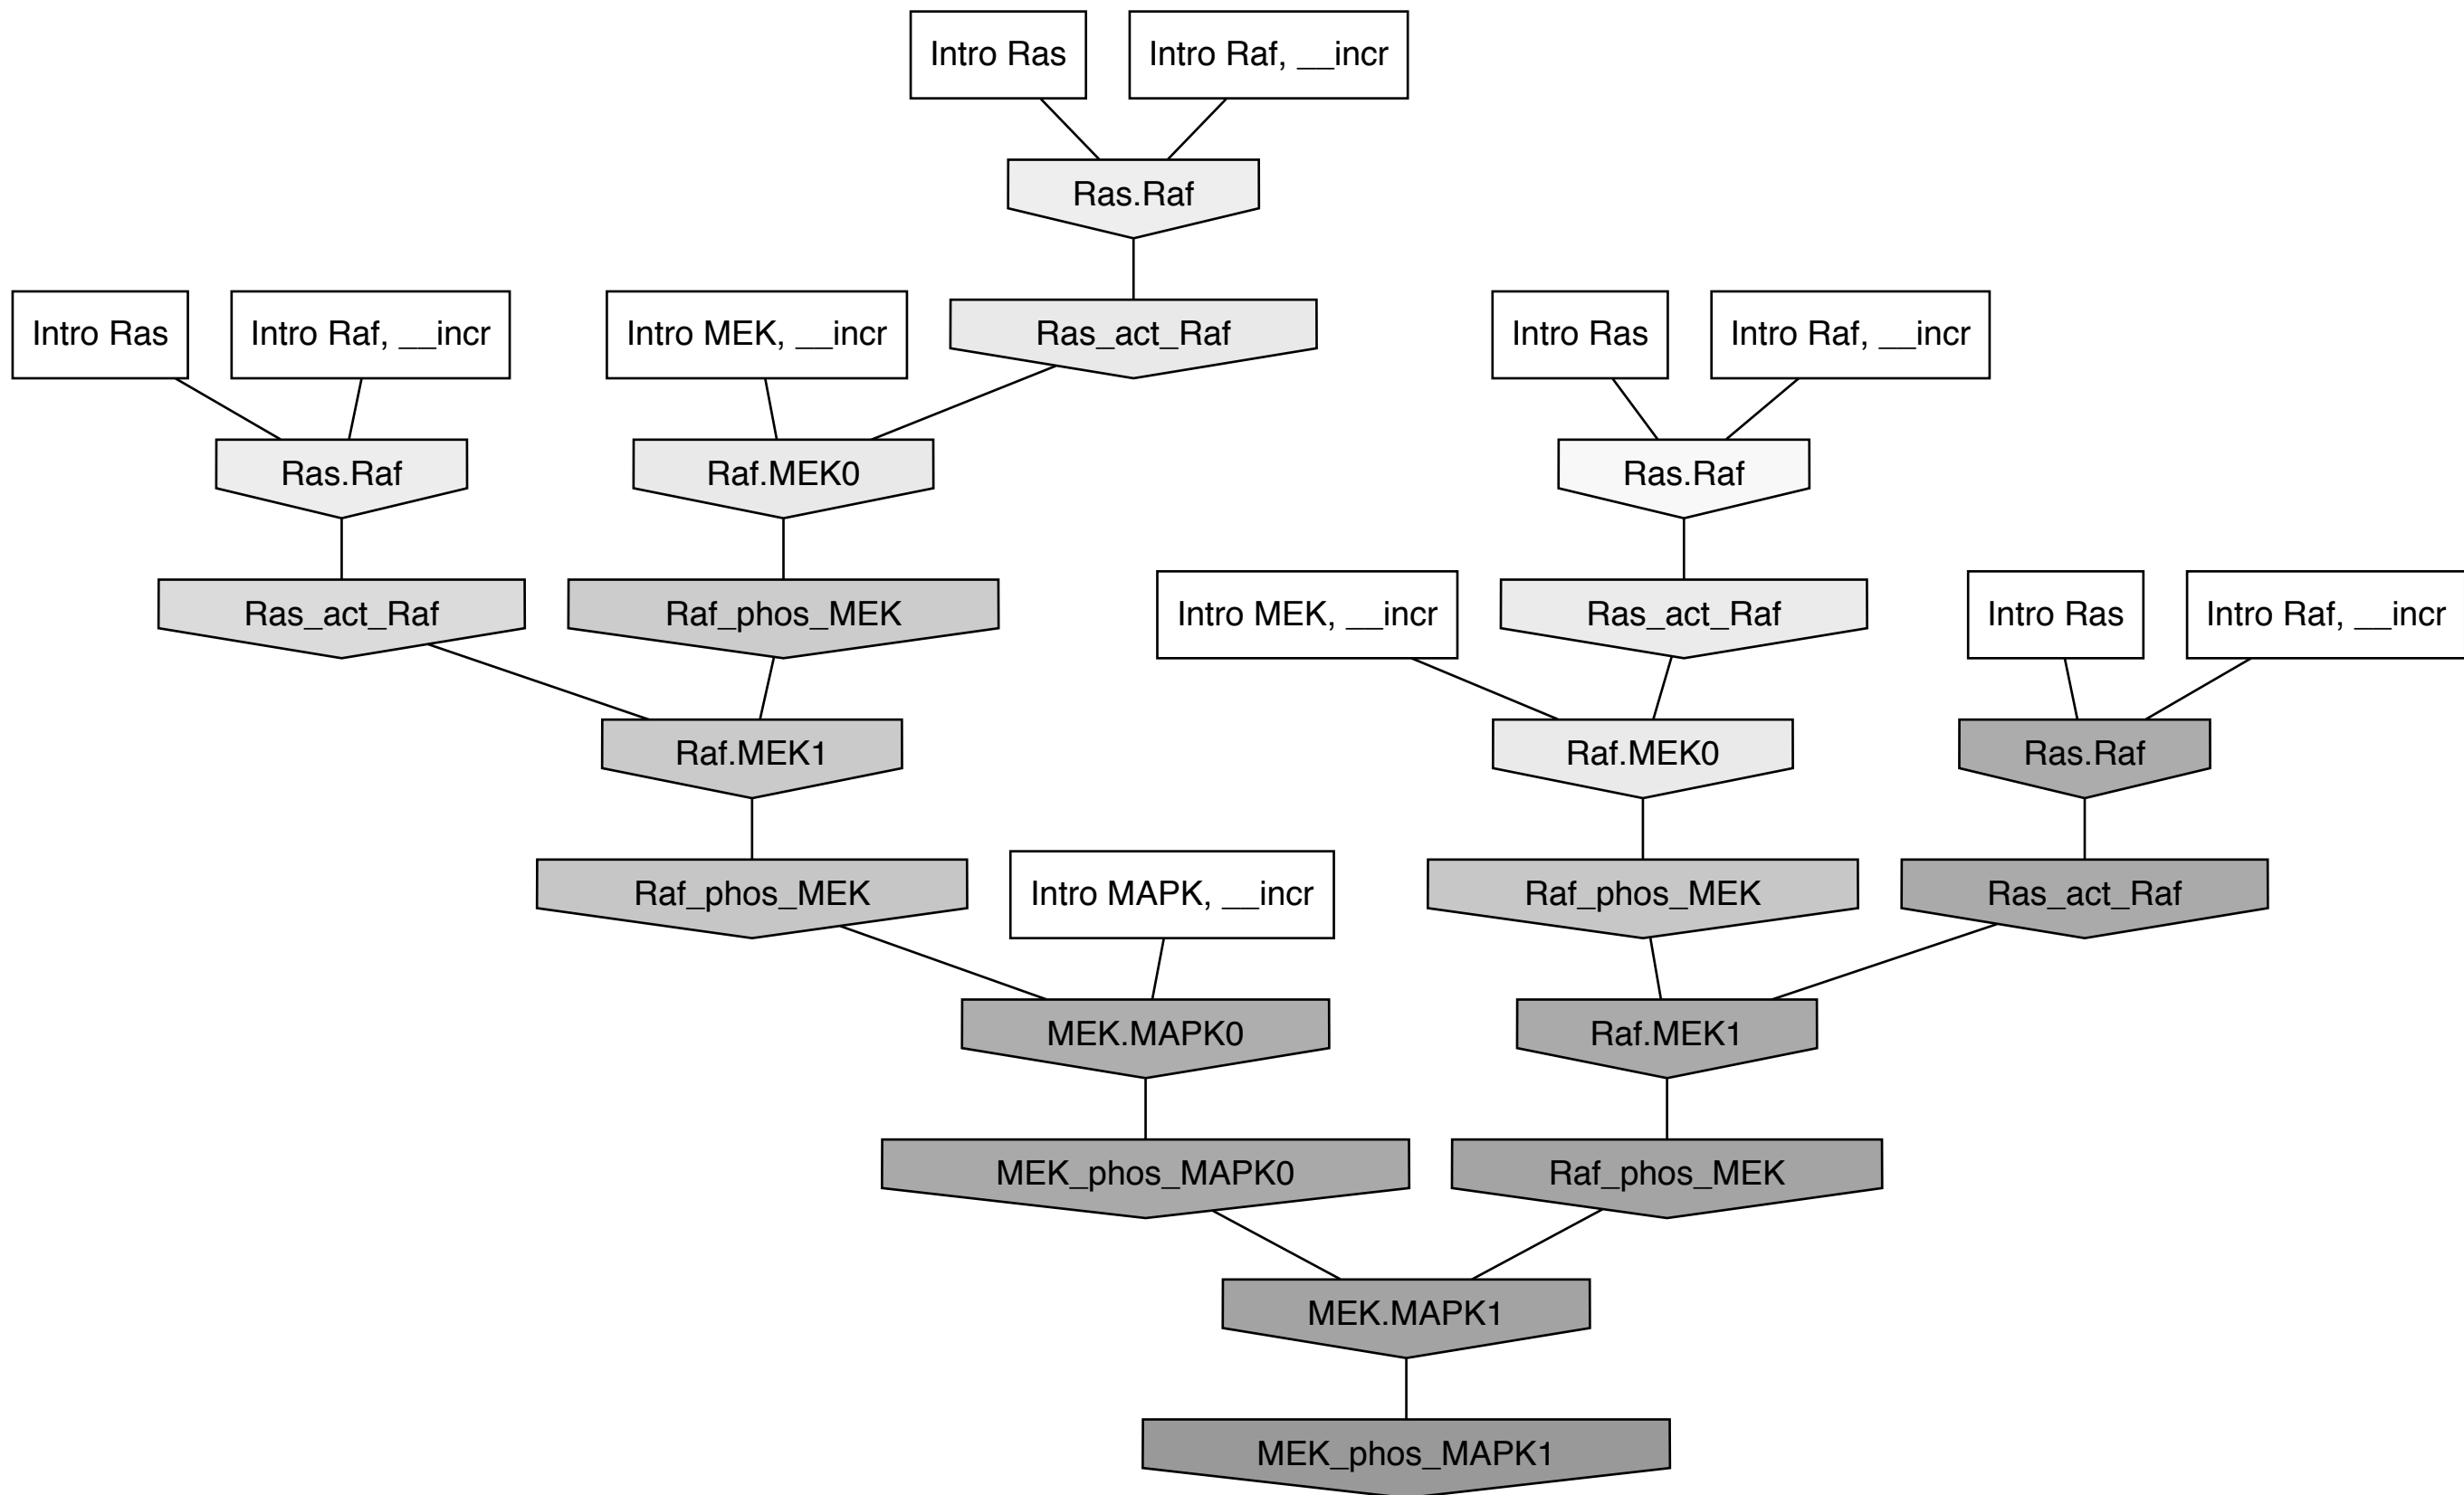 Intro Ras
Intro Raf, __incr
Ras.Raf
Intro Ras
Intro Raf, __incr
Intro MEK, __incr
Ras_act_Raf
Intro Ras
Intro Raf, __incr
Ras.Raf
Raf.MEK0
Ras.Raf
Ras_act_Raf
Raf_phos_MEK
Intro MEK, __incr
Ras_act_Raf
Intro Ras
Intro Raf, __incr
Raf.MEK1
Raf.MEK0
Ras.Raf
Raf_phos_MEK
Intro MAPK, __incr
Raf_phos_MEK
Ras_act_Raf
MEK.MAPK0
Raf.MEK1
MEK_phos_MAPK0
Raf_phos_MEK
MEK.MAPK1
MEK_phos_MAPK1